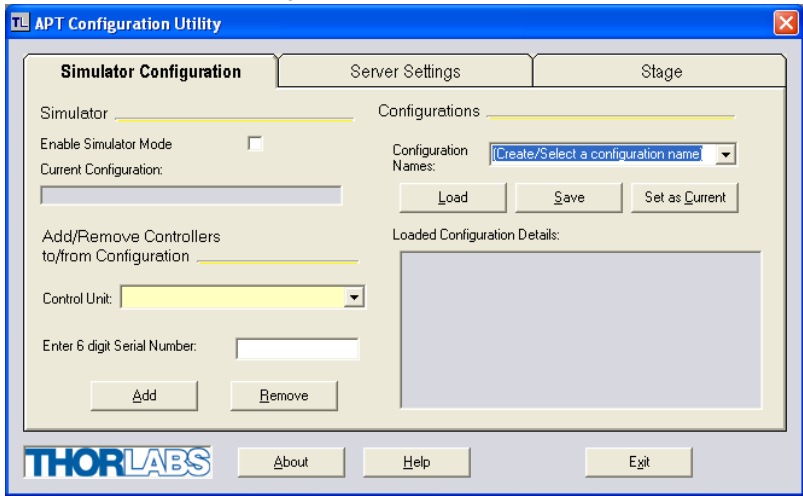 TL APT Configuration Utility
Simulator Configuration
Server Settings
Stage
Simulator
Enable Simulator Mode
Current Configuration:
Add/Remove Controllers
to/from Configuration
Control Unit:
Enter 6 digit Serial Number:
Add
Remove
Configurations
Configuration
Names:
(Create/Select a configuration name)
Load
Save
Set as Current
Loaded Configuration Details:
THORLABS
About
Help
Exit